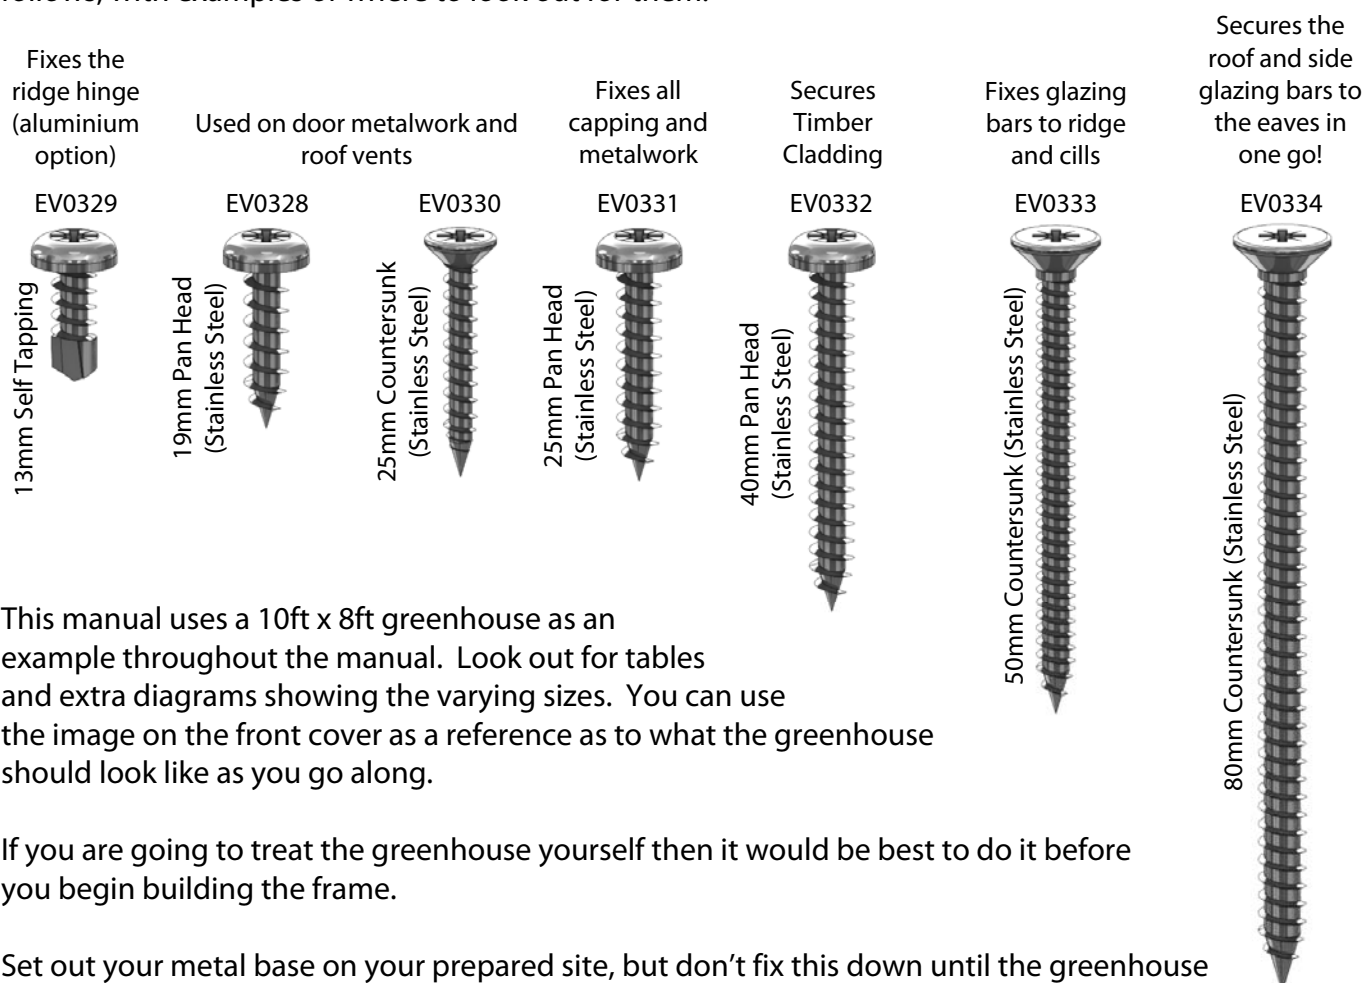 follows, with examples of where to look out for them.
Fixes the
ridge hinge
(aluminium
option)
EV0329
13mm Self Tapping
Used on door metalwork and
roof vents
EV0328
19mm Pan Head
(Stainless Steel)
EV0330
25mm Countersunk
(Stainless Steel)
Fixes all
capping and
metalwork
EV0331
25mm Pan Head
(Stainless Steel)
Secures
Timber
Cladding
EV0332
40mm Pan Head
(Stainless Steel)
Fixes glazing
bars to ridge
and cills
EV0333
50mm Countersunk (Stainless Steel)
Secures the
roof and side
glazing bars to
the eaves in
one go!
EV0334
80mm Countersunk (Stainless Steel)
This manual uses a 10ft x 8ft greenhouse as an
example throughout the manual. Look out for tables
and extra diagrams showing the varying sizes. You can use
the image on the front cover as a reference as to what the greenhouse
should look like as you go along.
If you are going to treat the greenhouse yourself then it would be best to do it before
you begin building the frame.
Set out your metal base on your prepared site, but don’t fix this down until the greenhouse